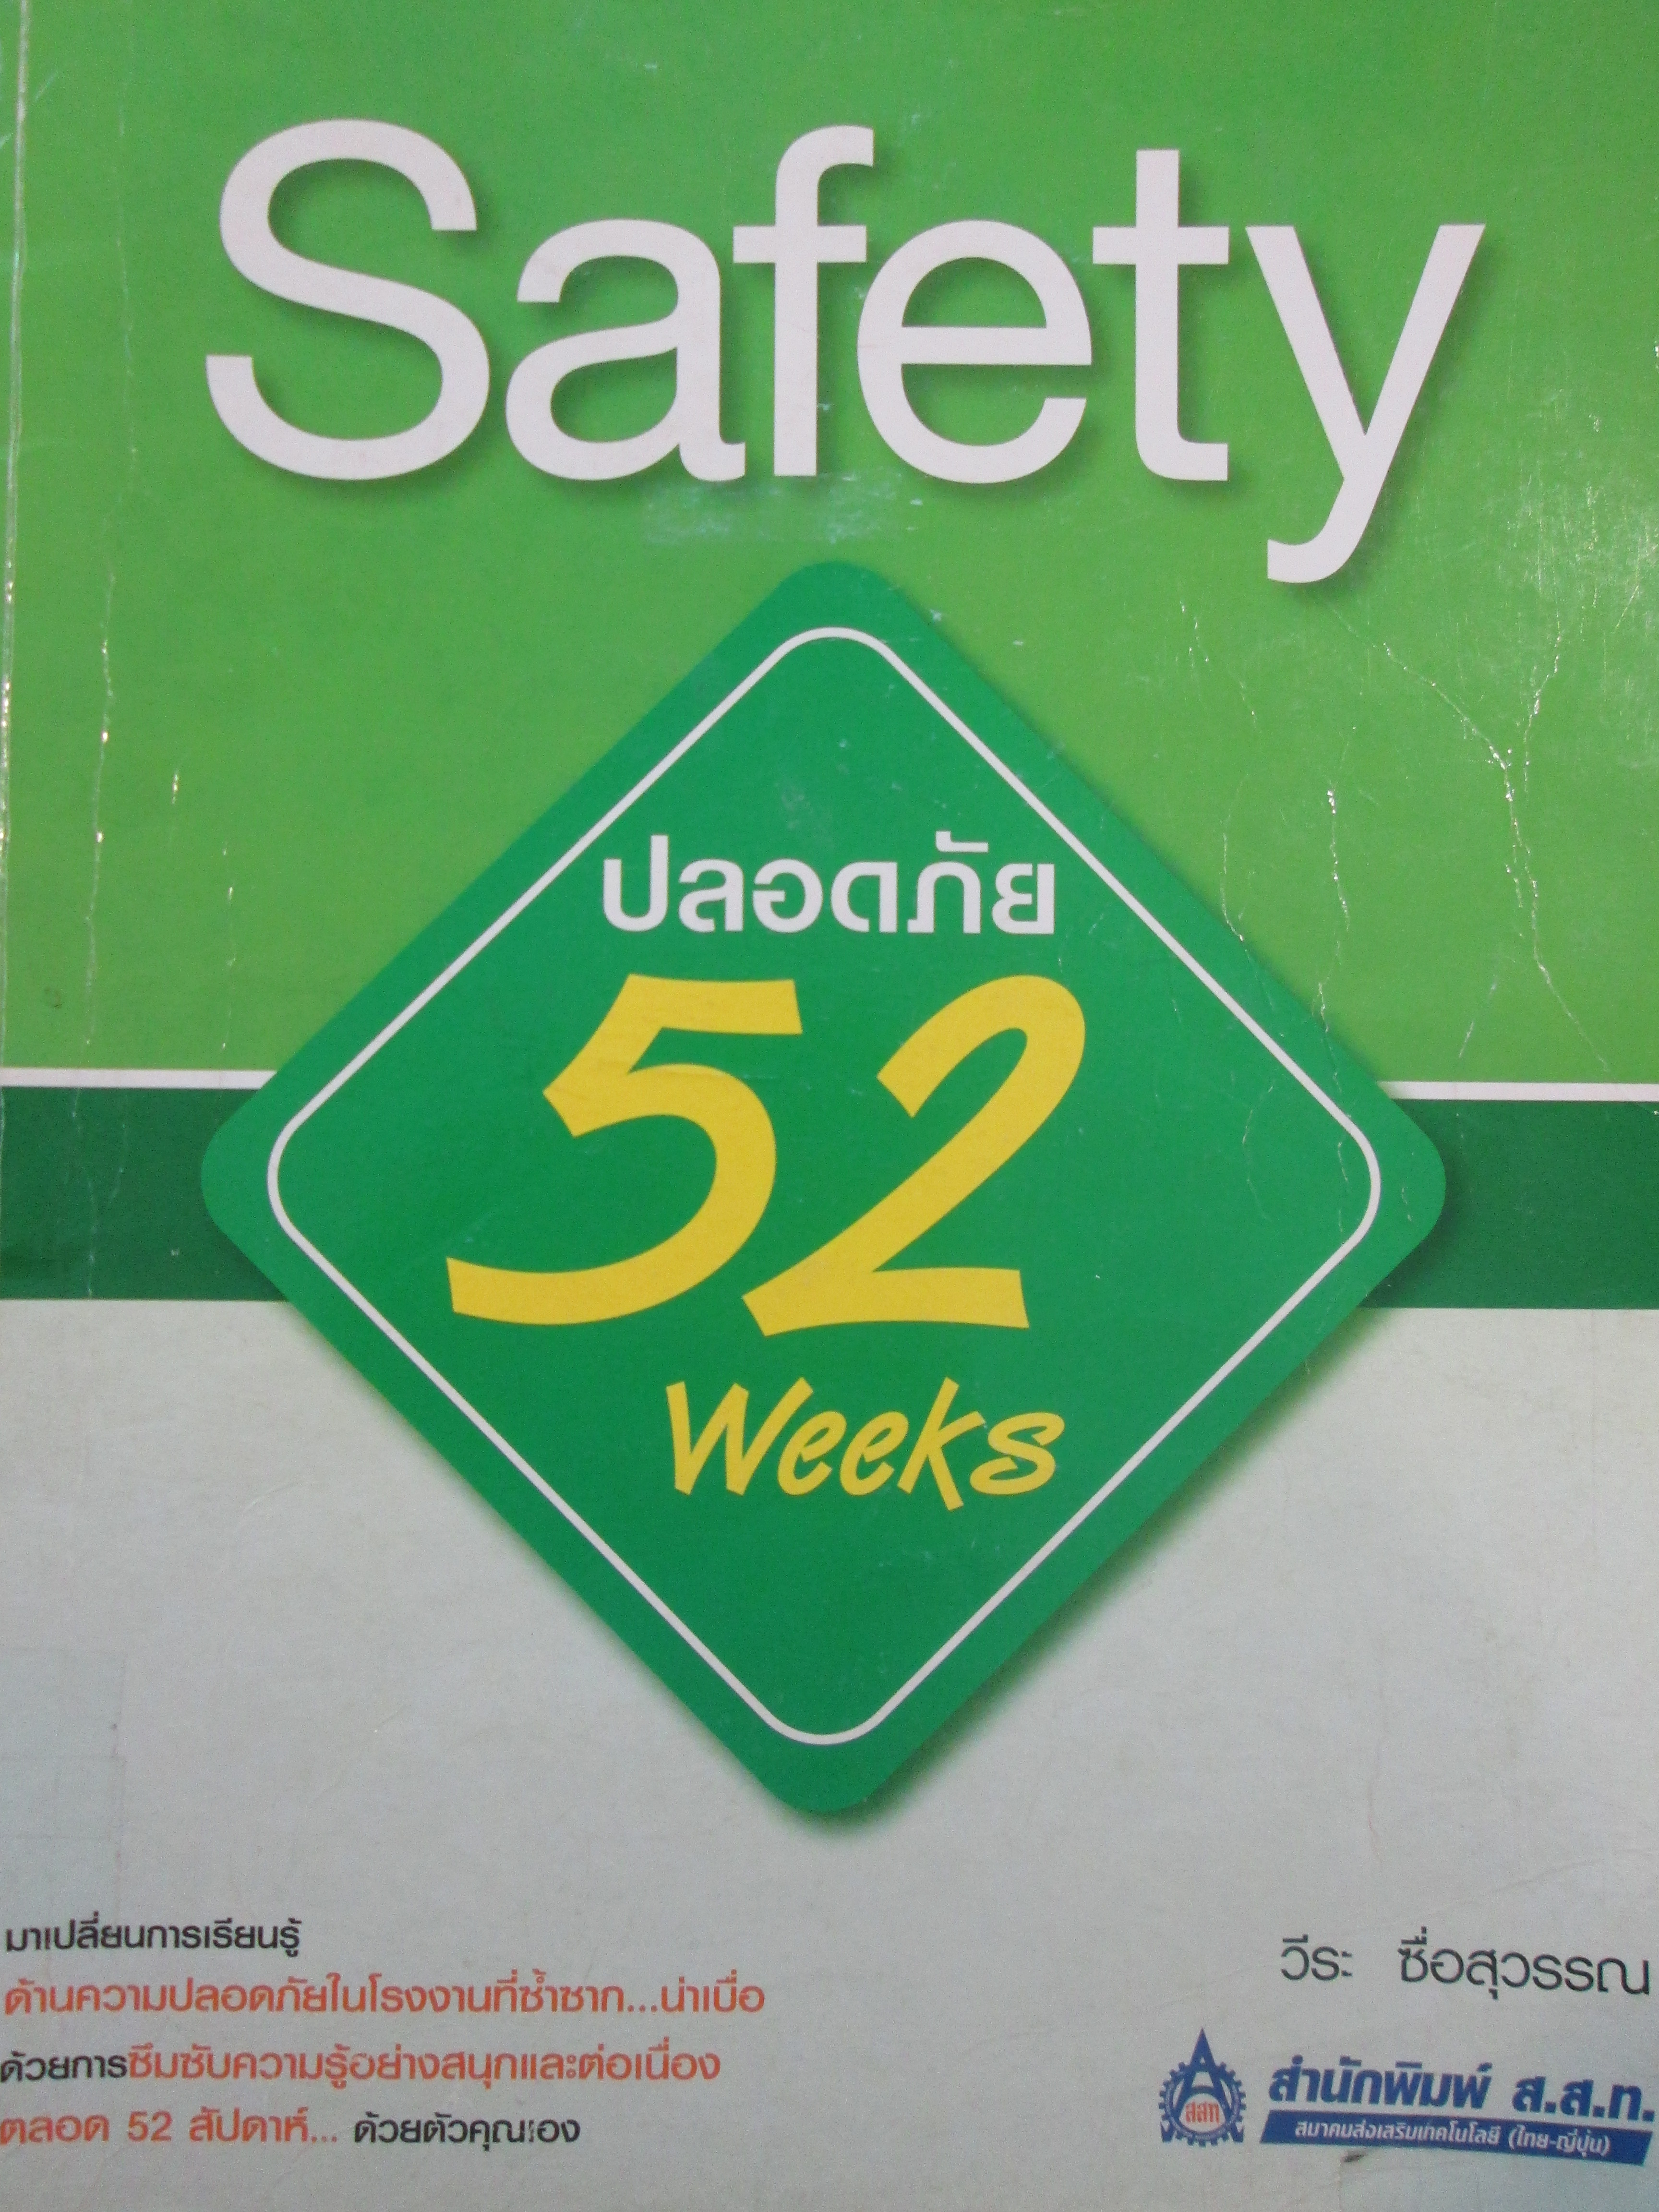 Safety
ปลอดภัย
52
Weeks
มาเปลี่ยนการเรียนรู้
ด้านความปลอดภัยในโรงงานที่ซ้ำซาก...น่าเบื่อ
ด้วยการซึมซับความรู้อย่างสนุกและต่อเนื่อง
ตลอด 52 สัปดาห์... ด้วยตัวคุณเอง
วีระ ซื่อสุวรรณ
สสท
สำนักพิมพ์ ส.ส.ท.
สมาคมส่งเสริมเทคโนโลยี (ไทย-ญี่ปุ่น)